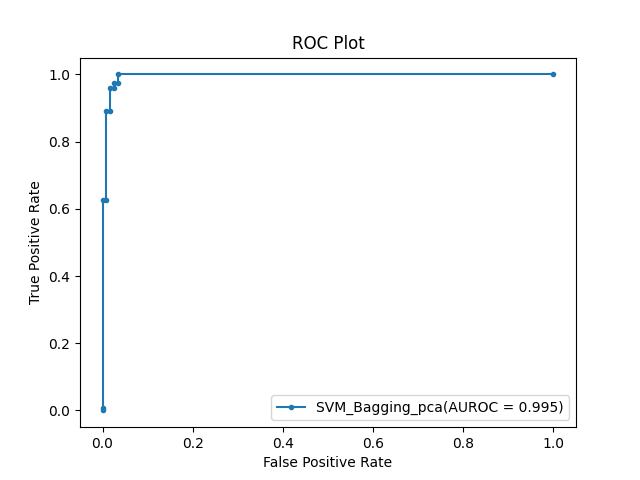 ROC Plot
1.0
0.8
0.6
0.4
0.2
0.0
True Positive Rate
SVM_Bagging_pca(AUROC = 0.995)
0.0 0.2 0.4 0.6 0.8 1.0
False Positive Rate